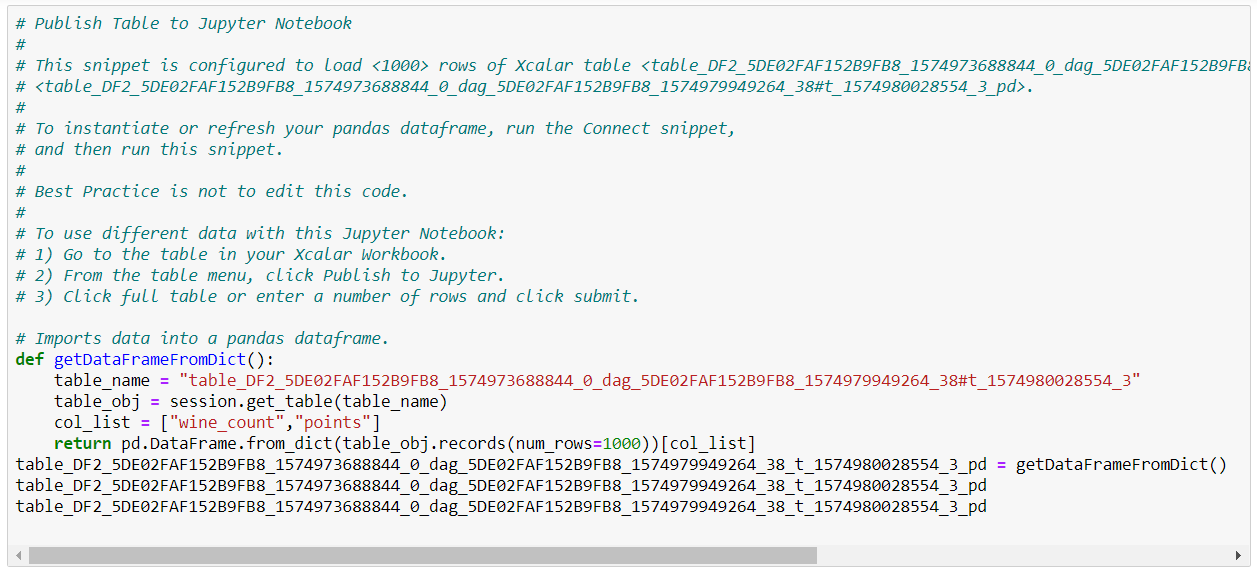 # Publish Table to Jupyter Notebook
#
# This snippet is configured to load <1000> rows of Xcalar table <table_DF2_5DE02FAF152B9FB8_1574973688844_0_dag_5DE02FAF152B9FB8
# <table_DF2_5DE02FAF152B9FB8_1574973688844_0_dag_5DE02FAF152B9FB8_1574979949264_38#t_1574980028554_3_pd>.
#
# To instantiate or refresh your pandas dataframe, run the Connect snippet,
# and then run this snippet.
#
# Best Practice is not to edit this code.
#
# To use different data with this Jupyter Notebook:
# 1) Go to the table in your Xcalar Workbook.
# 2) From the table menu, click Publish to Jupyter.
# 3) Click full table or enter a number of rows and click submit.

# Imports data into a pandas dataframe.
def getDataFrameFromDict():
    table_name = "table_DF2_5DE02FAF152B9FB8_1574973688844_0_dag_5DE02FAF152B9FB8_1574979949264_38#t_1574980028554_3"
    table_obj = session.get_table(table_name)
    col_list = ["wine_count","points"]
    return pd.DataFrame.from_dict(table_obj.records(num_rows=1000))[col_list]
table_DF2_5DE02FAF152B9FB8_1574973688844_0_dag_5DE02FAF152B9FB8_1574979949264_38_t_1574980028554_3_pd = getDataFrameFromDict()
table_DF2_5DE02FAF152B9FB8_1574973688844_0_dag_5DE02FAF152B9FB8_1574979949264_38_t_1574980028554_3_pd
table_DF2_5DE02FAF152B9FB8_1574973688844_0_dag_5DE02FAF152B9FB8_1574979949264_38_t_1574980028554_3_pd